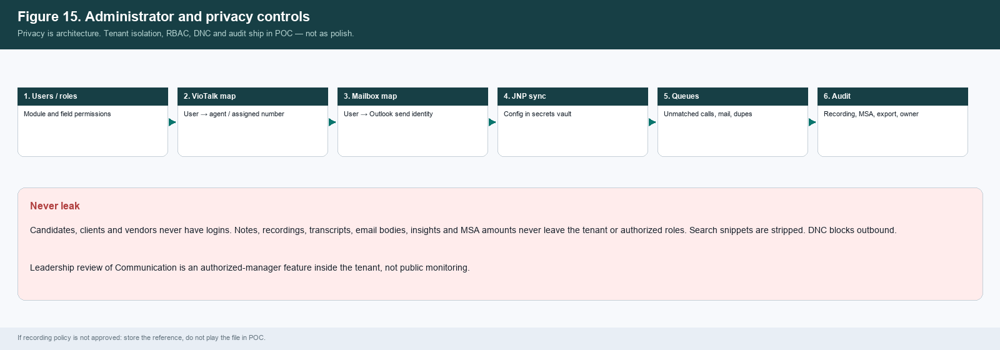 Figure 15. Administrator and privacy controls
Privacy is architecture. Tenant isolation, RBAC, DNC and audit ship in POC — not as polish.
1. Users / roles
Module and field permissions
2. VioTalk map
User → agent / assigned number
3. Mailbox map
User → Outlook send identity
4. JNP sync
Config in secrets vault
5. Queues
Unmatched calls, mail, dupes
6. Audit
Recording, MSA, export, owner
Never leak
Candidates, clients and vendors never have logins. Notes, recordings, transcripts, email bodies, insights and MSA amounts never leave the tenant or authorized roles. Search snippets are stripped. DNC blocks outbound.
Leadership review of Communication is an authorized-manager feature inside the tenant, not public monitoring.
If recording policy is not approved: store the reference, do not play the file in POC.